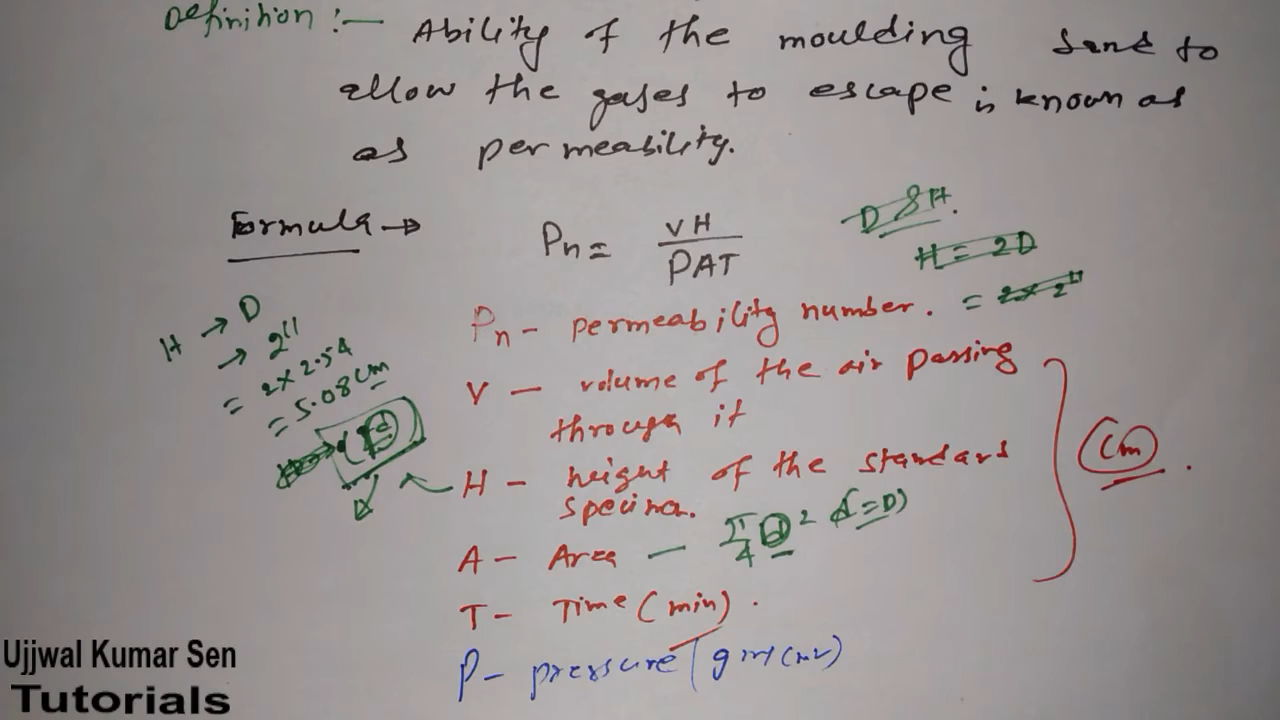 Definition :-
Ability of the moulding sand to
allow the gases to escape is known as
as permeability.
Formula →
Pn = VH / PAT
D & H.
H = 2D
= 2 × 2"
H → D
→ 2"
= 2 × 2.54
= 5.08 cm
Pn - permeability number.
V - volume of the air passing
through it
H - height of the standard
specimen.
A - Area - π/4 d² (d = D)
T - Time (min).
P - pressure (gm/cm2)
(cm)
Ujjwal Kumar Sen
Tutorials